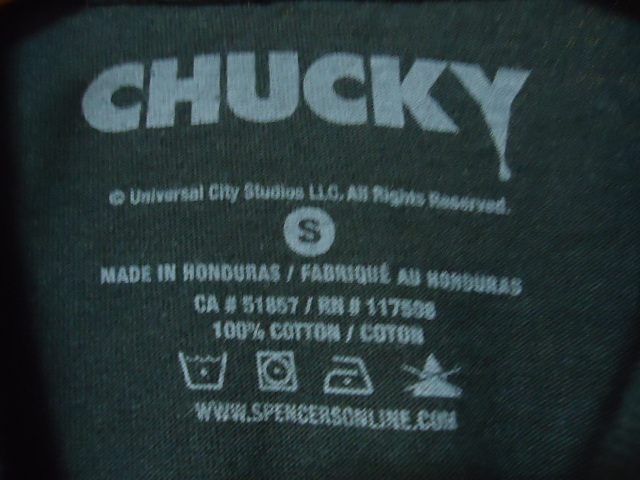 CHUCKY
© Universal City Studios LLC. All Rights Reserved.
S
MADE IN HONDURAS / FABRIQUÉ AU HONDURAS
CA # 51857 / RN #
100% COTTON / COTON
WWW.SPENCERSONLINE.COM